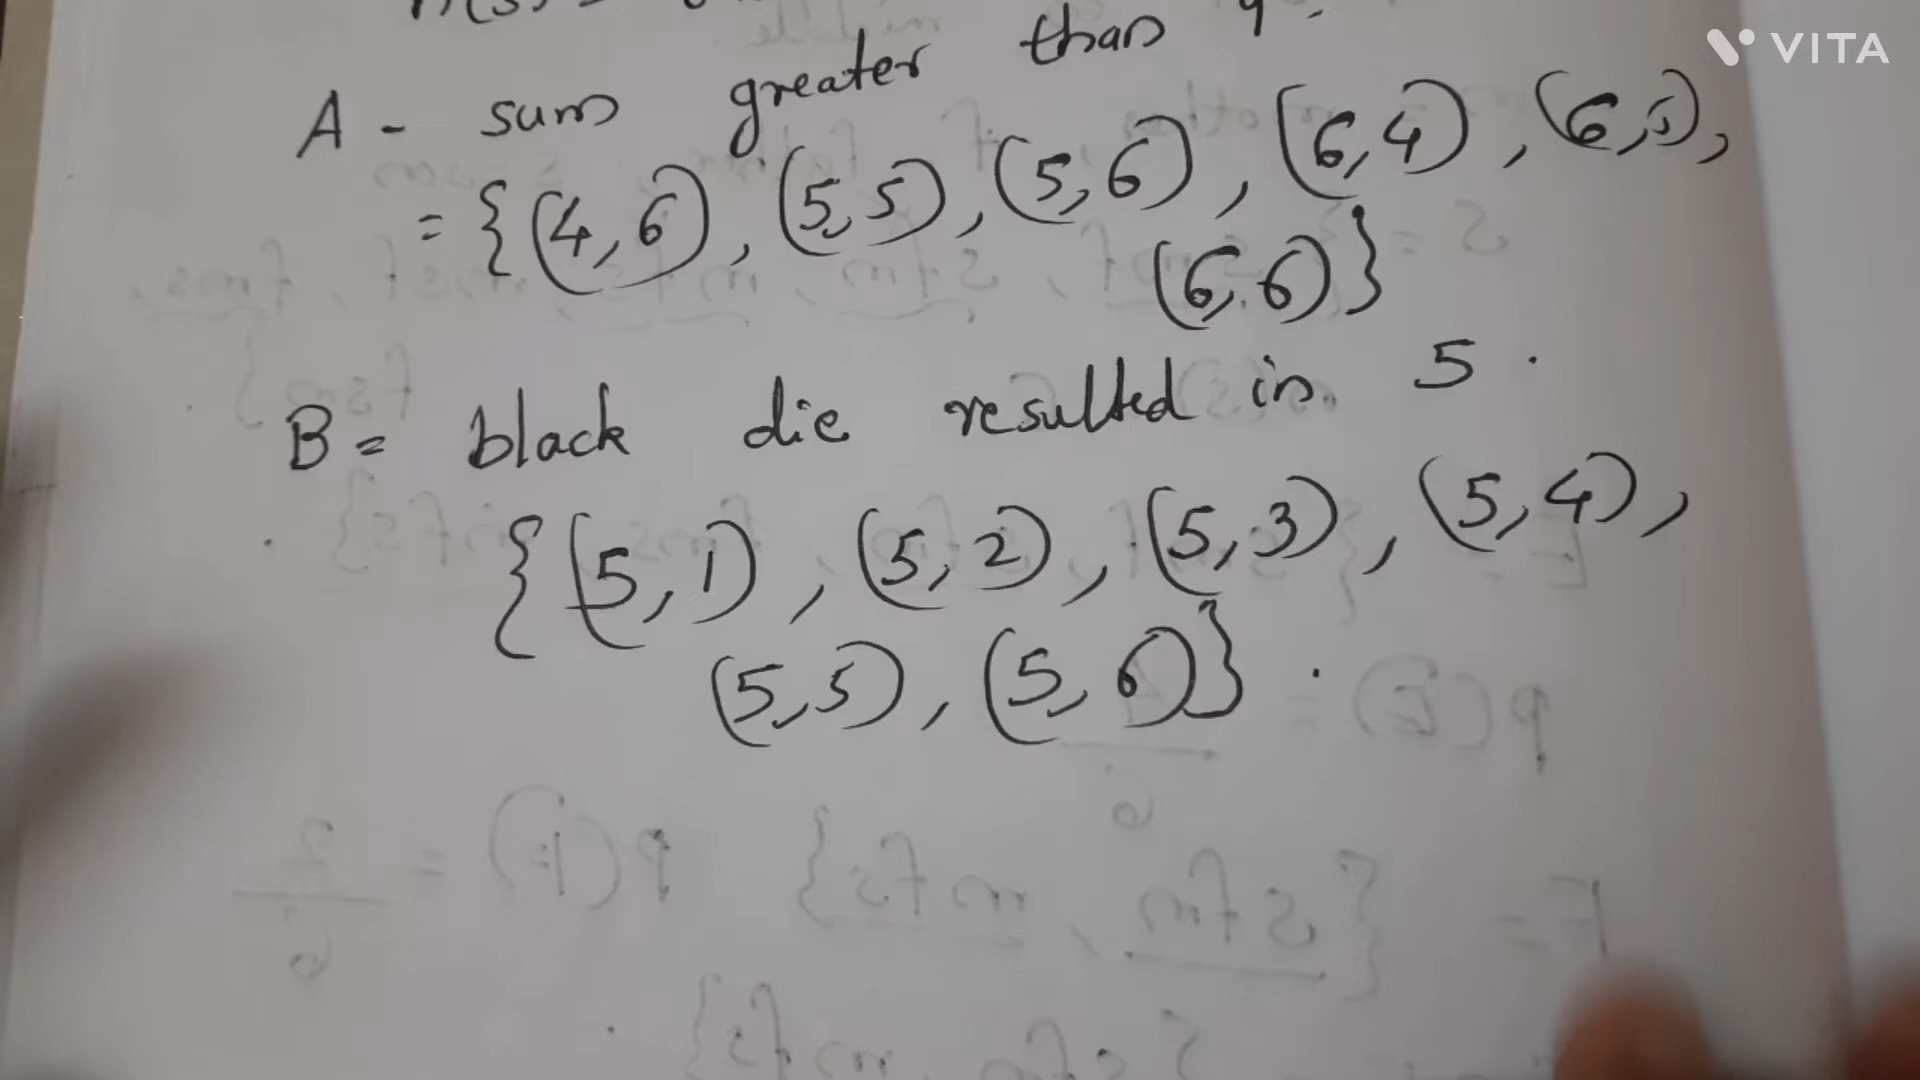 VITA
A - sum greater than 9.
= {(4,6), (5,5), (5,6), (6,4), (6,5),
(6,6)}
B = black die resulted in 5.
{(5,1), (5,2), (5,3), (5,4),
(5,5), (5,6)}.